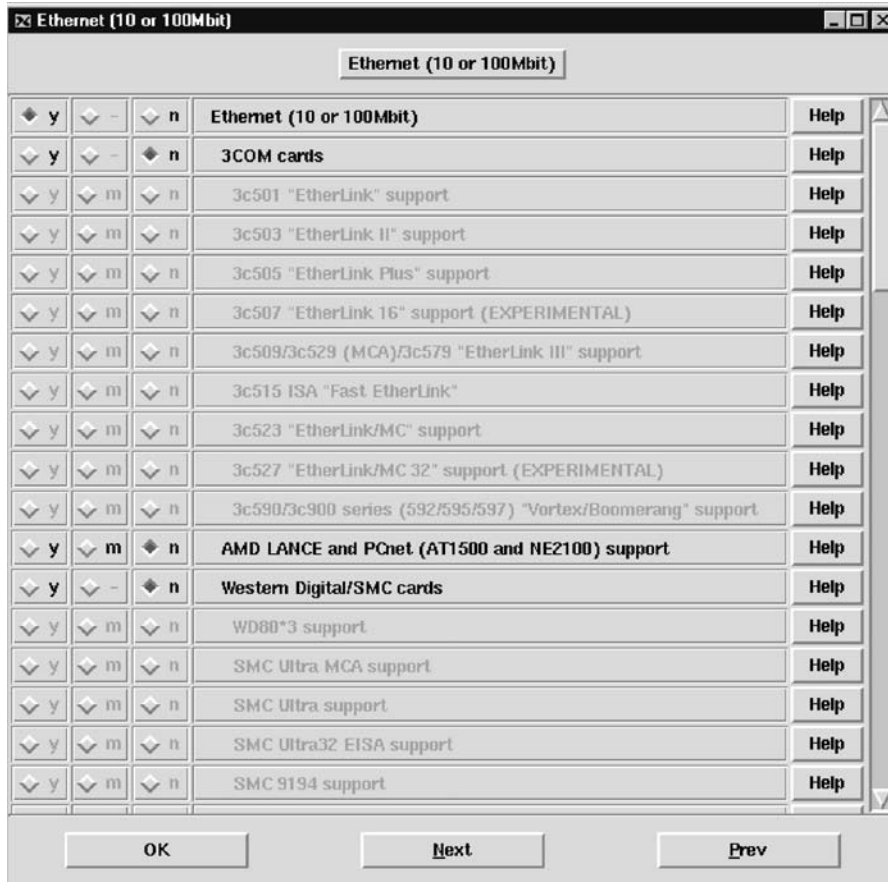 Ethernet (10 or 100Mbit)
Ethernet (10 or 100Mbit)
y - n Ethernet (10 or 100Mbit) Help
y - n 3COM cards Help
y m n 3c501 "EtherLink" support Help
y m n 3c503 "EtherLink II" support Help
y m n 3c505 "EtherLink Plus" support Help
y m n 3c507 "EtherLink 16" support (EXPERIMENTAL) Help
y m n 3c509/3c529 (MCA)/3c579 "EtherLink III" support Help
y m n 3c515 ISA "Fast EtherLink" Help
y m n 3c523 "EtherLink/MC" support Help
y m n 3c527 "EtherLink/MC 32" support (EXPERIMENTAL) Help
y m n 3c590/3c900 series (592/595/597) "Vortex/Boomerang" support Help
y m n AMD LANCE and PCnet (AT1500 and NE2100) support Help
y - n Western Digital/SMC cards Help
y m n WD80*3 support Help
y m n SMC Ultra MCA support Help
y m n SMC Ultra support Help
y m n SMC Ultra32 EISA support Help
y m n SMC 9194 support Help
OK Next Prev